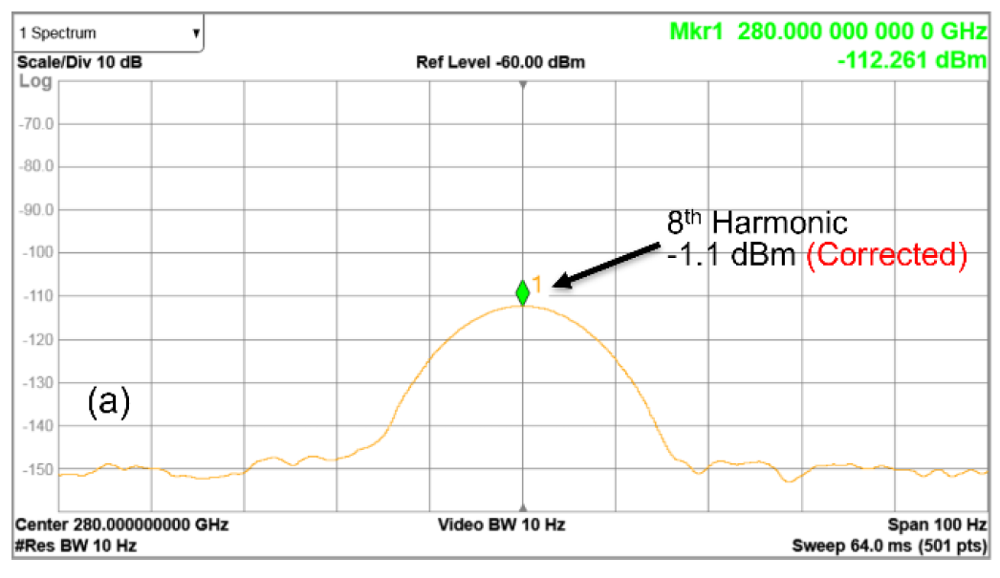 1 Spectrum ▼
Mkr1 280.000 000 000 0 GHz
Scale/Div 10 dB Ref Level -60.00 dBm -112.261 dBm
Log
-70.0
-80.0
-90.0
8th Harmonic
-100
-1.1 dBm (Corrected)
1
-110
-120
-130
(a)
-140
-150
Center 280.000000000 GHz Video BW 10 Hz Span 100 Hz
#Res BW 10 Hz Sweep 64.0 ms (501 pts)